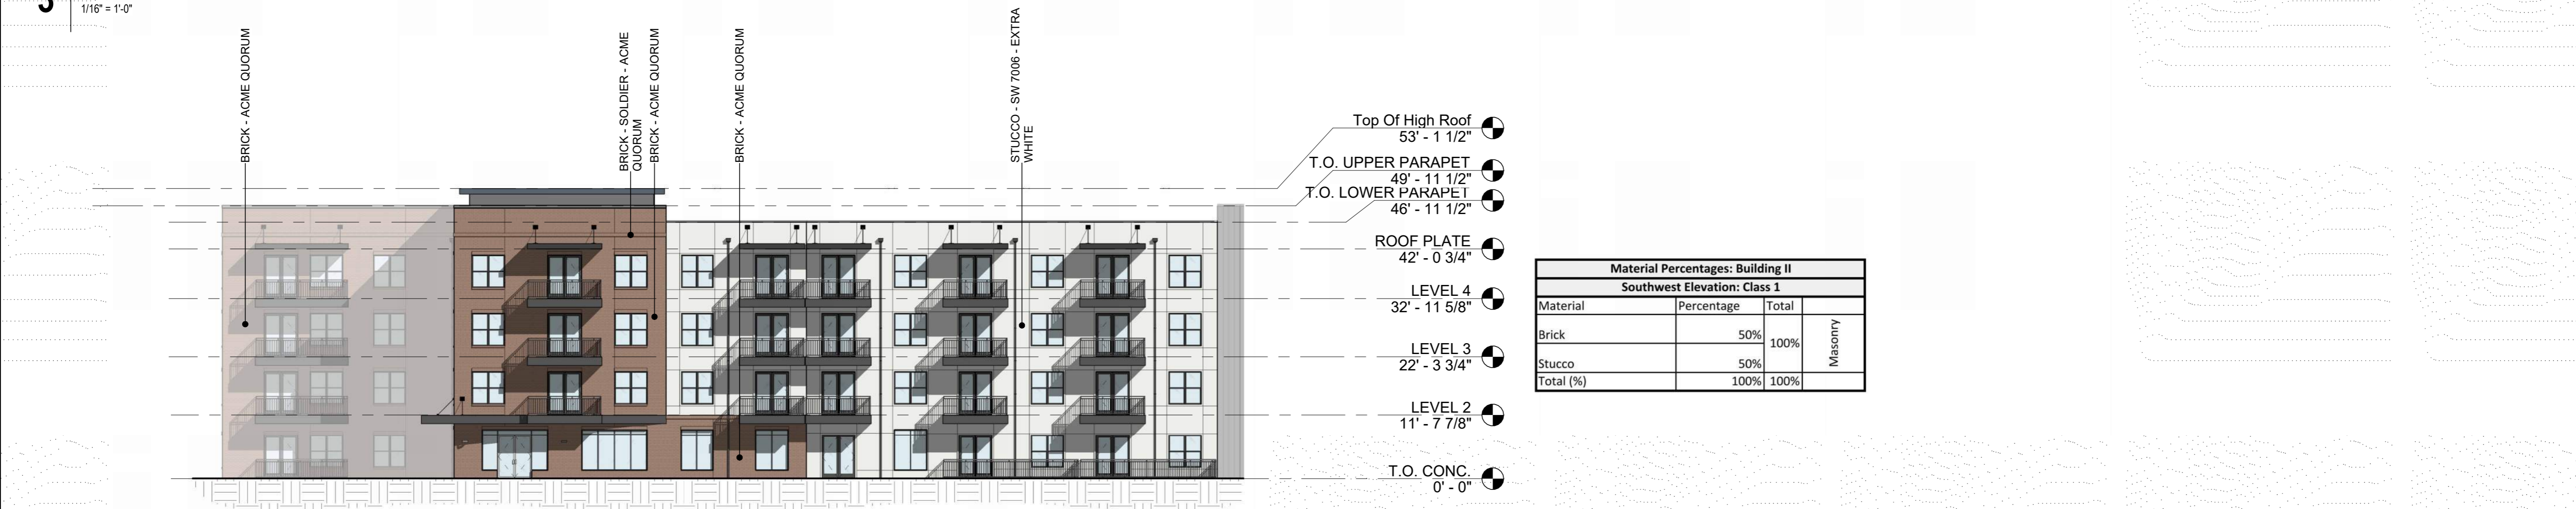 1/16" = 1'-0"
BRICK - ACME QUORUM
BRICK - SOLDIER - ACME
QUORUM
BRICK - ACME QUORUM
BRICK - ACME QUORUM
STUCCO - SW 7006 - EXTRA
WHITE
Top Of High Roof
53' - 1 1/2"
T.O. UPPER PARAPET
49' - 11 1/2"
T.O. LOWER PARAPET
46' - 11 1/2"
ROOF PLATE
42' - 0 3/4"
LEVEL 4
32' - 11 5/8"
LEVEL 3
22' - 3 3/4"
LEVEL 2
11' - 7 7/8"
T.O. CONC.
0' - 0"
Material Percentages: Building II
Southwest Elevation: Class 1
Material Percentage Total
Brick 50%
100%
Masonry
Stucco 50%
Total (%) 100% 100%